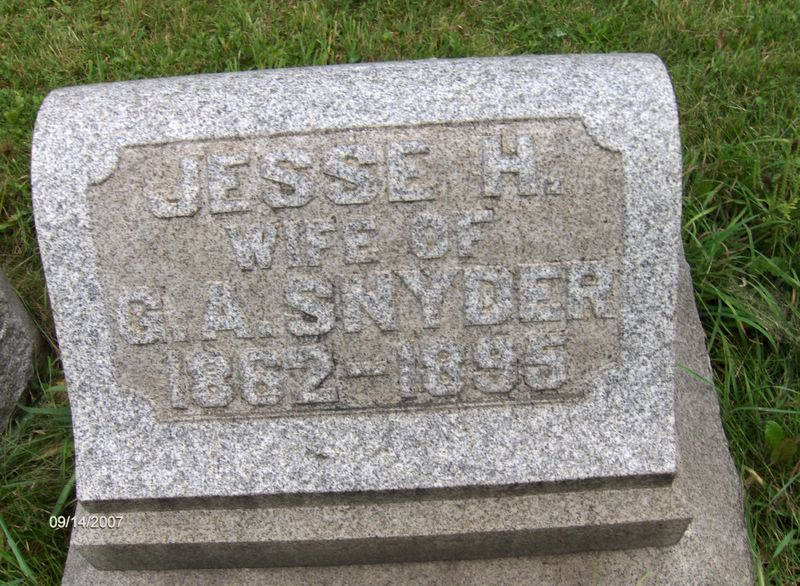 JESSE H.
WIFE OF
G. A. SNYDER
1862-1895
09/14/2007